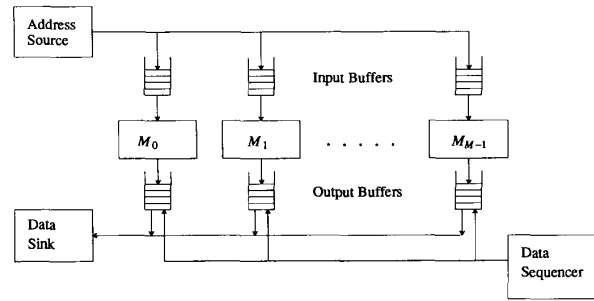 Address
Source
Input Buffers
M0
M1
. . . . .
MM-1
Output Buffers
Data
Sink
Data
Sequencer